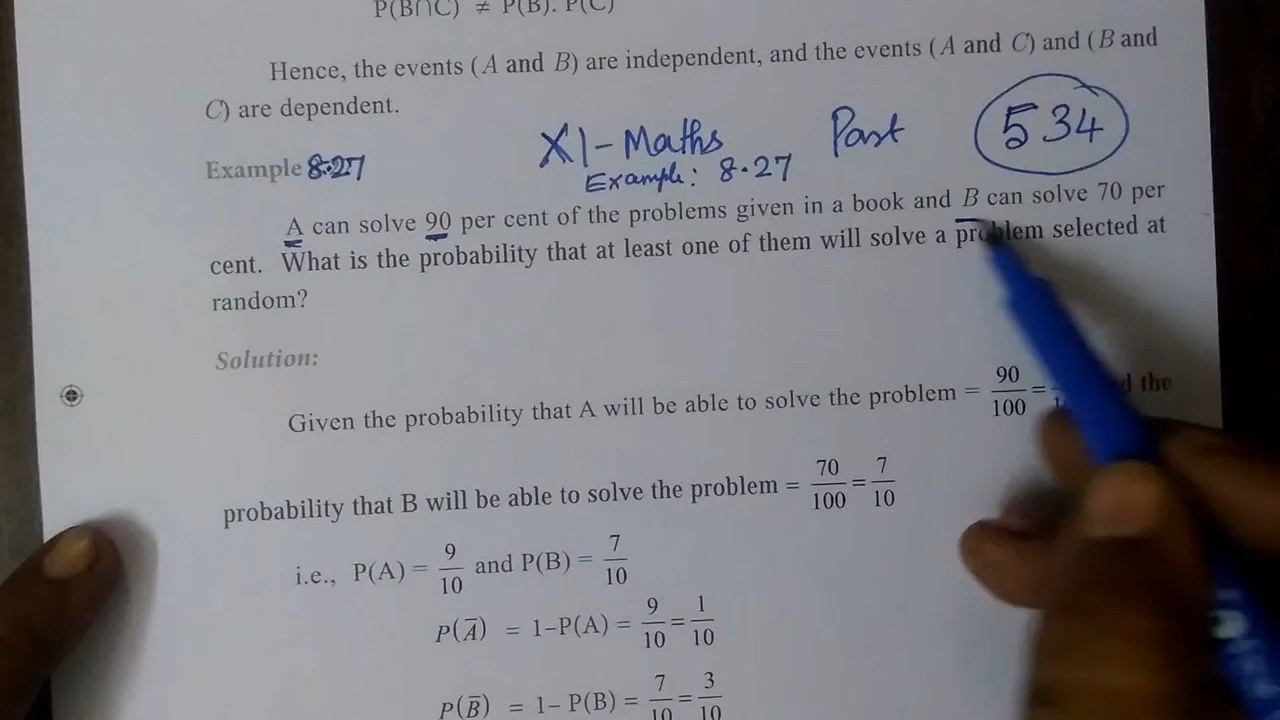 P(B∩C) ≠ P(B). P(C)
Hence, the events (A and B) are independent, and the events (A and C) and (B and
C) are dependent.
XI-Maths Part 534
Example 8.27 Example: 8.27
A can solve 90 per cent of the problems given in a book and B can solve 70 per
cent. What is the probability that at least one of them will solve a problem selected at
random?
Solution:
Given the probability that A will be able to solve the problem = 90/100 = the
probability that B will be able to solve the problem = 70/100 = 7/10
i.e., P(A) = 9/10 and P(B) = 7/10
P(A̅) = 1–P(A) = 9/10 = 1/10
P(B̅) = 1– P(B) = 7/10 = 3/10